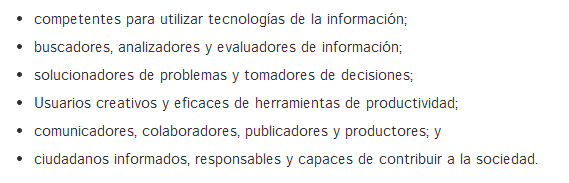 • competentes para utilizar tecnologías de la información;
• buscadores, analizadores y evaluadores de información;
• solucionadores de problemas y tomadores de decisiones;
• Usuarios creativos y eficaces de herramientas de productividad;
• comunicadores, colaboradores, publicadores y productores; y
• ciudadanos informados, responsables y capaces de contribuir a la sociedad.